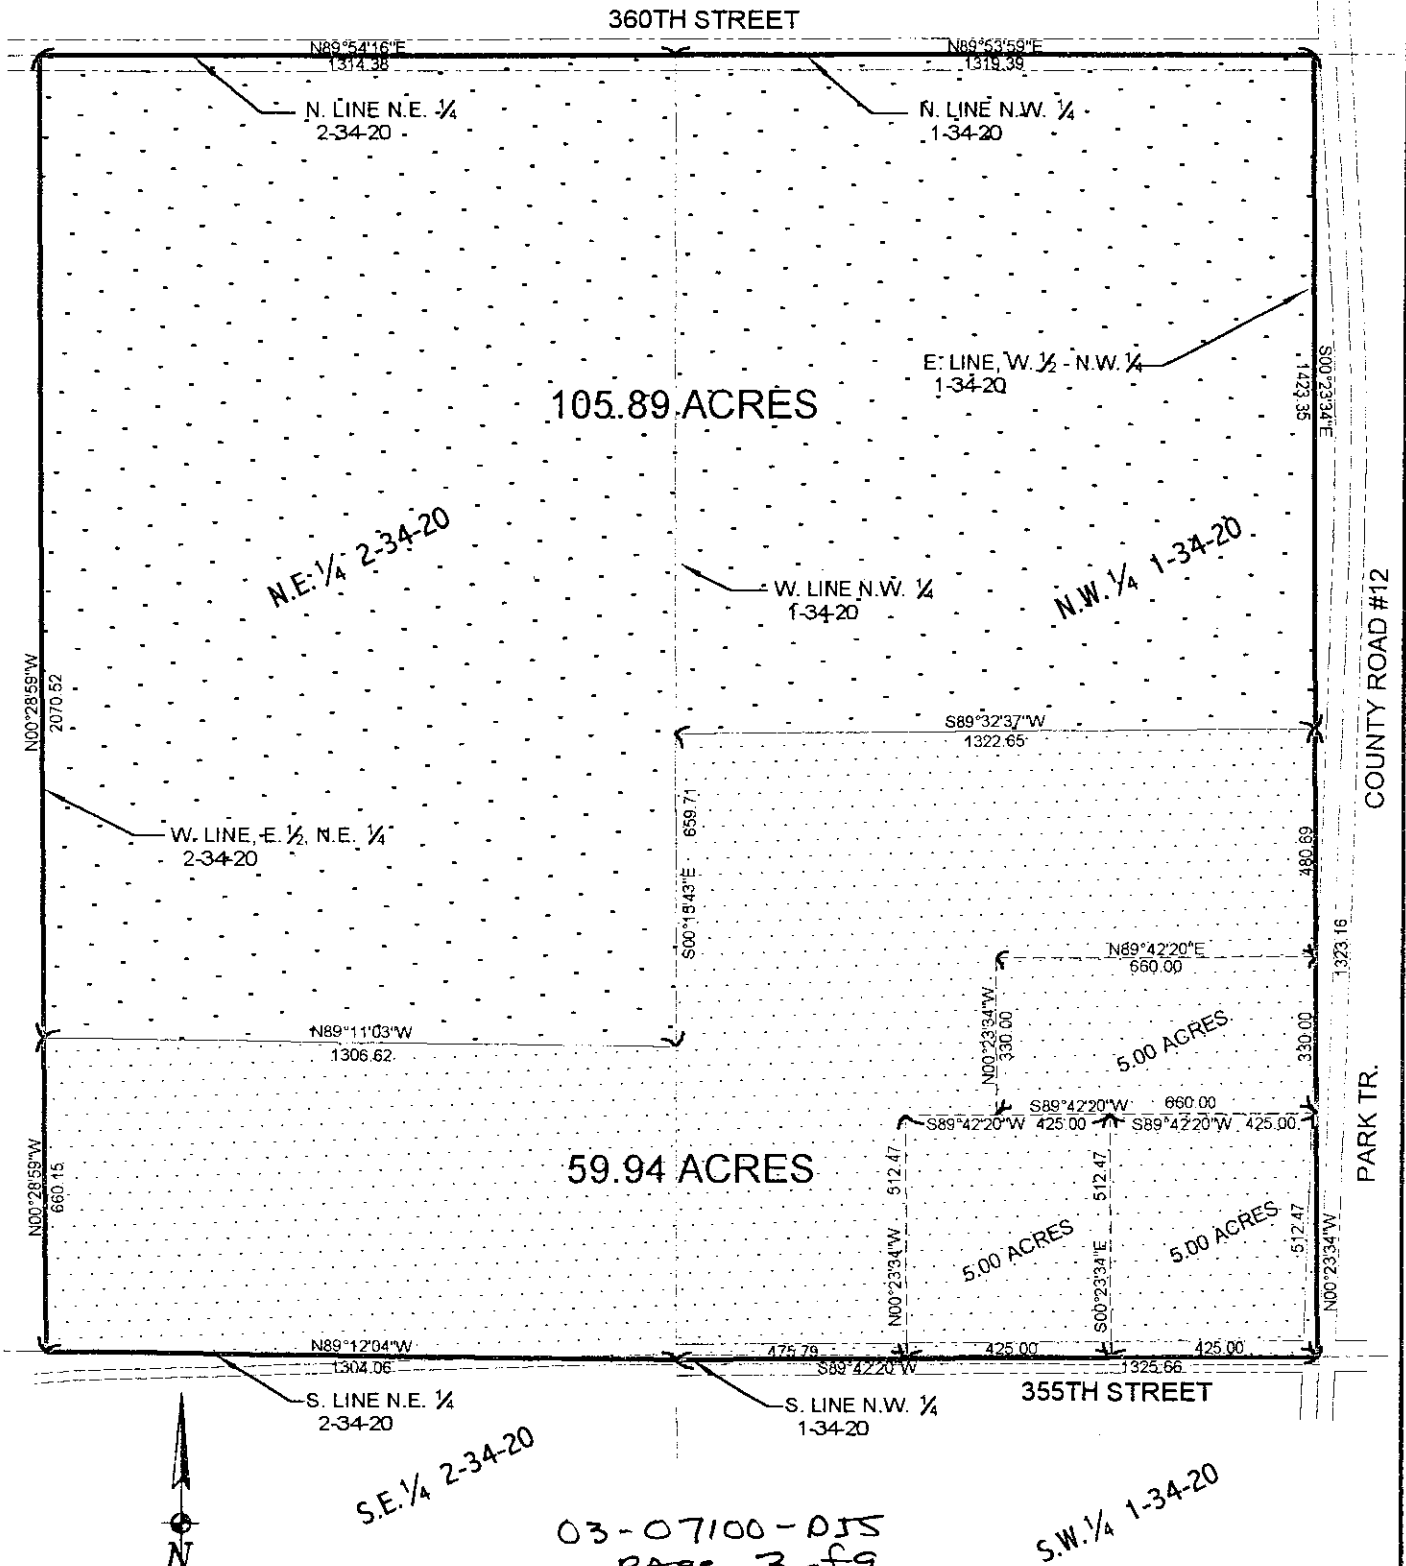 360TH STREET
N89°54'16"E
1314.38
N89°53'59"E
1319.39
N. LINE N.E. ¼
2-34-20
N. LINE N.W. ¼
1-34-20
E. LINE, W. ½ - N.W. ¼
1-34-20
S00°23'34"E
1423.35
105.89 ACRES
N.E. ¼ 2-34-20
N.W. ¼ 1-34-20
W. LINE N.W. ¼
1-34-20
COUNTY ROAD #12
N00°28'59"W
2070.52
S89°32'37"W
1322.65
W. LINE, E. ½, N.E. ¼
2-34-20
659.71
S00°18'43"E
480.69
1323.16
N89°42'20"E
660.00
N00°23'34"W
330.00
5.00 ACRES
330.00
N89°11'03"W
1306.62
S89°42'20"W 660.00
S89°42'20"W 425.00
S89°42'20"W 425.00
PARK TR.
59.94 ACRES
N00°28'59"W
660.15
512.47
N00°23'34"W
5.00 ACRES
512.47
S00°23'34"E
5.00 ACRES
512.47
N00°23'34"W
N89°12'04"W
1304.06
475.79
425.00
425.00
S89°42'20"W
1325.66
355TH STREET
S. LINE N.E. ¼
2-34-20
S. LINE N.W. ¼
1-34-20
S.E. ¼ 2-34-20
S.W. ¼ 1-34-20
N
03-07100-DJS